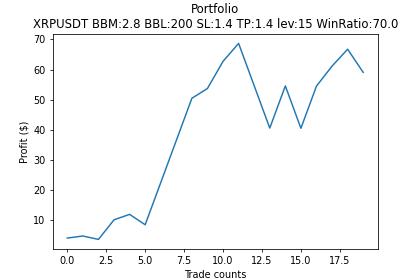 Portfolio
XRPUSDT BBM:2.8 BBL:200 SL:1.4 TP:1.4 lev:15 WinRatio:70.0
70
60
50
40
30
20
10
Profit ($)
0.0 2.5 5.0 7.5 10.0 12.5 15.0 17.5
Trade counts